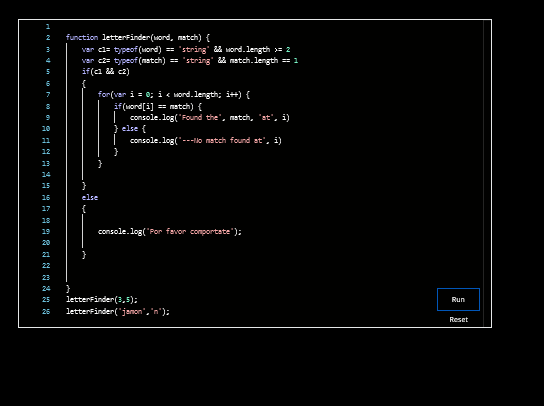 1
2 function letterFinder(word, match) {
3 var c1= typeof(word) == 'string' && word.length >= 2
4 var c2= typeof(match) == 'string' && match.length == 1
5 if(c1 && c2)
6 {
7 for(var i = 0; i < word.length; i++) {
8 if(word[i] == match) {
9 console.log('Found the', match, 'at', i)
10 } else {
11 console.log('---No match found at', i)
12 }
13 }
14
15 }
16 else
17 {
18
19 console.log('Por favor comportate');
20
21 }
22
23
24 }
25 letterFinder(3,5);
26 letterFinder('jamon','n');
Run
Reset